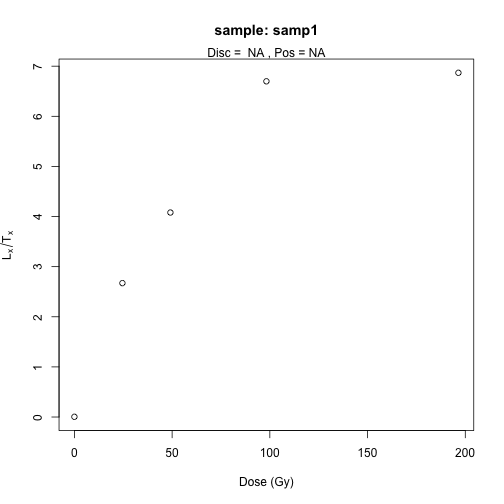 sample: samp1
Disc =  NA , Pos = NA
7
6
5
4
3
2
1
0
Lx/Tx
0 50 100 150 200
Dose (Gy)